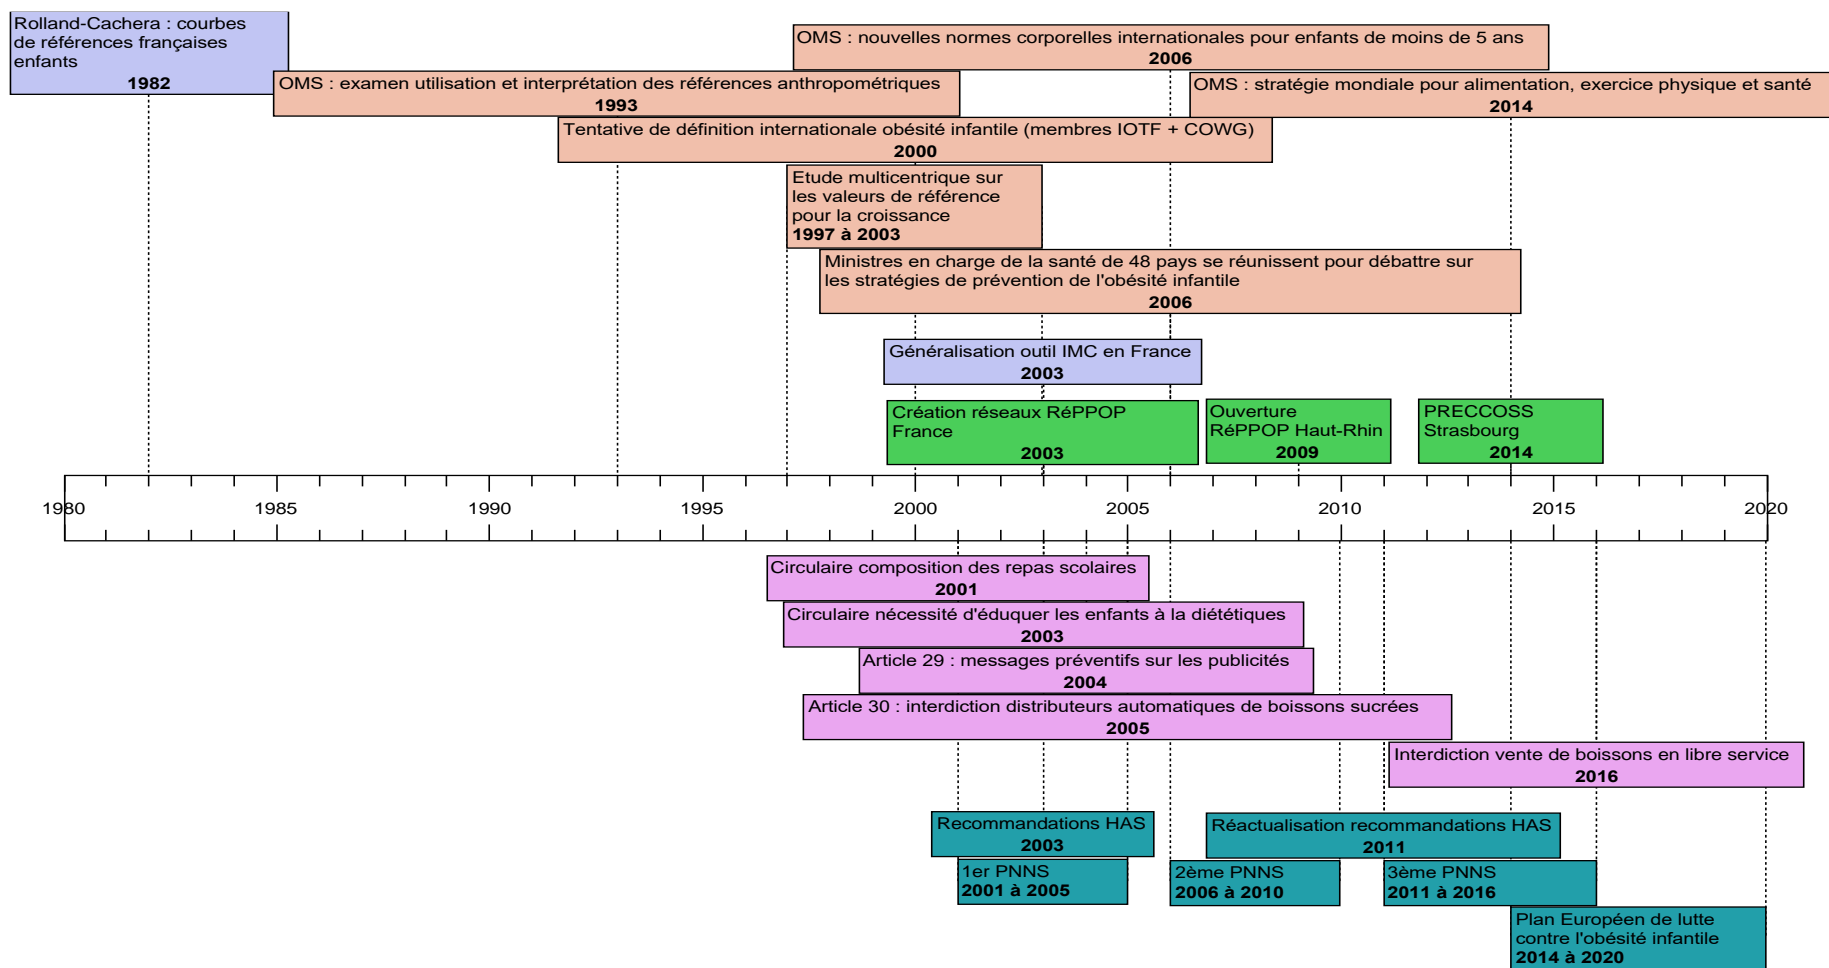 Rolland-Cachera : courbes
de références françaises
enfants
1982
OMS : nouvelles normes corporelles internationales pour enfants de moins de 5 ans
2006
OMS : examen utilisation et interprétation des références anthropométriques
1993
OMS : stratégie mondiale pour alimentation, exercice physique et santé
2014
Tentative de définition internationale obésité infantile (membres IOTF + COWG)
2000
Etude multicentrique sur
les valeurs de référence
pour la croissance
1997 à 2003
Ministres en charge de la santé de 48 pays se réunissent pour débattre sur
les stratégies de prévention de l'obésité infantile
2006
Généralisation outil IMC en France
2003
Création réseaux RéPPOP
France
2003
Ouverture
RéPPOP Haut-Rhin
2009
PRECCOSS
Strasbourg
2014
1980 1985 1990 1995 2000 2005 2010 2015 2020
Circulaire composition des repas scolaires
2001
Circulaire nécessité d'éduquer les enfants à la diététiques
2003
Article 29 : messages préventifs sur les publicités
2004
Article 30 : interdiction distributeurs automatiques de boissons sucrées
2005
Interdiction vente de boissons en libre service
2016
Recommandations HAS
2003
Réactualisation recommandations HAS
2011
1er PNNS
2001 à 2005
2ème PNNS
2006 à 2010
3ème PNNS
2011 à 2016
Plan Européen de lutte
contre l'obésité infantile
2014 à 2020